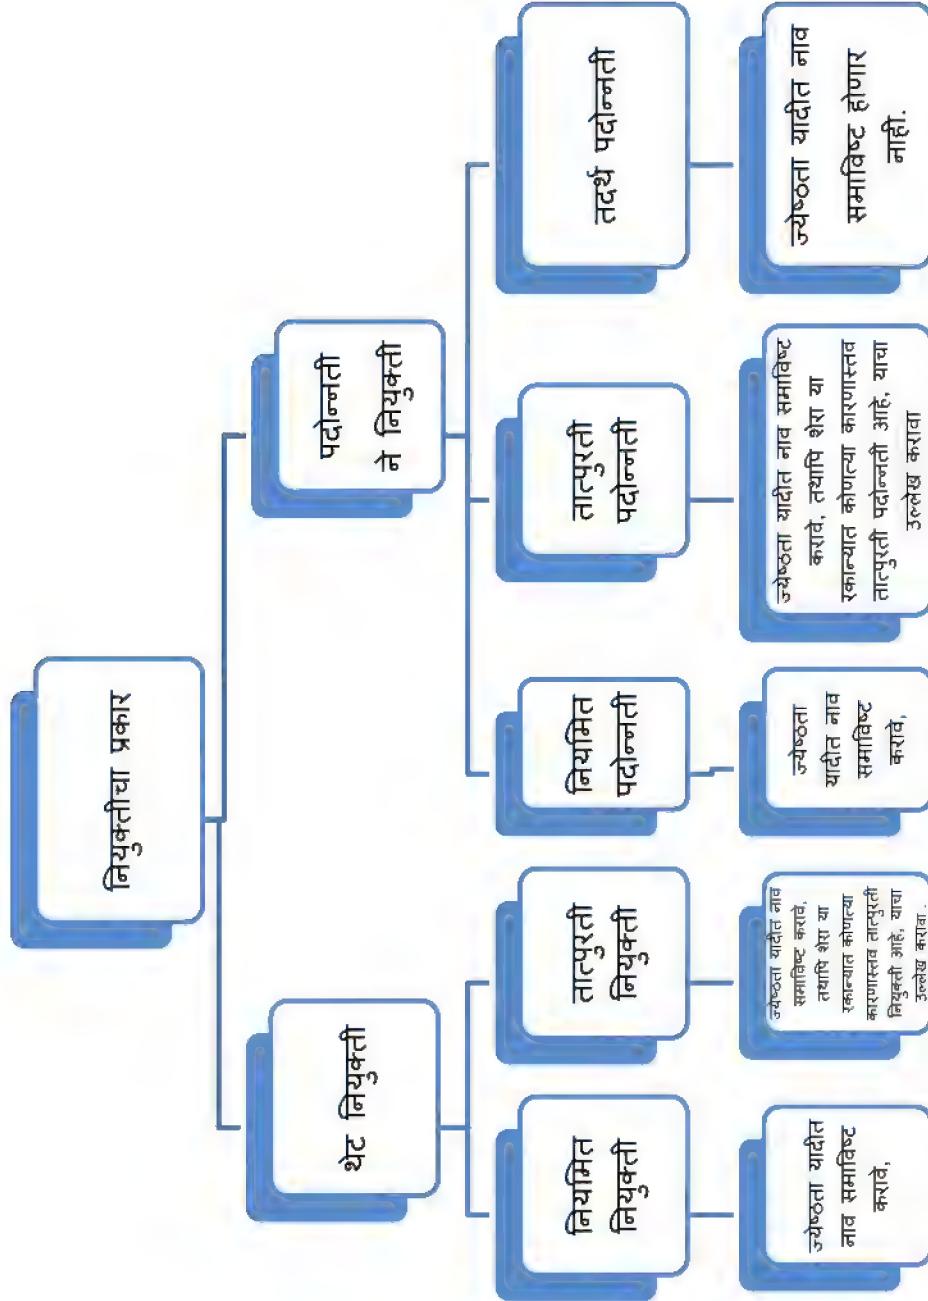 नियुक्तीचा प्रकार
थेट नियुक्ती
पदोन्नती
ने नियुक्ती
नियमित
नियुक्ती
तात्पुरती
नियुक्ती
नियमित
पदोन्नती
तात्पुरती
पदोन्नती
तदर्थ पदोन्नती
ज्येष्ठता यादीत
नाव समाविष्ट
करावे,
ज्येष्ठता यादीत नाव
समाविष्ट करावे,
तथापि शेरा या
रकान्यात कोणत्या
कारणास्तव तात्पुरती
नियुक्ती आहे, याचा
उल्लेख करावा .
ज्येष्ठता
यादीत नाव
समाविष्ट
करावे,
ज्येष्ठता यादीत नाव समाविष्ट
करावे, तथापि शेरा या
रकान्यात कोणत्या कारणास्तव
तात्पुरती पदोन्नती आहे, याचा
उल्लेख करावा
ज्येष्ठता यादीत नाव
समाविष्ट होणार
नाही.